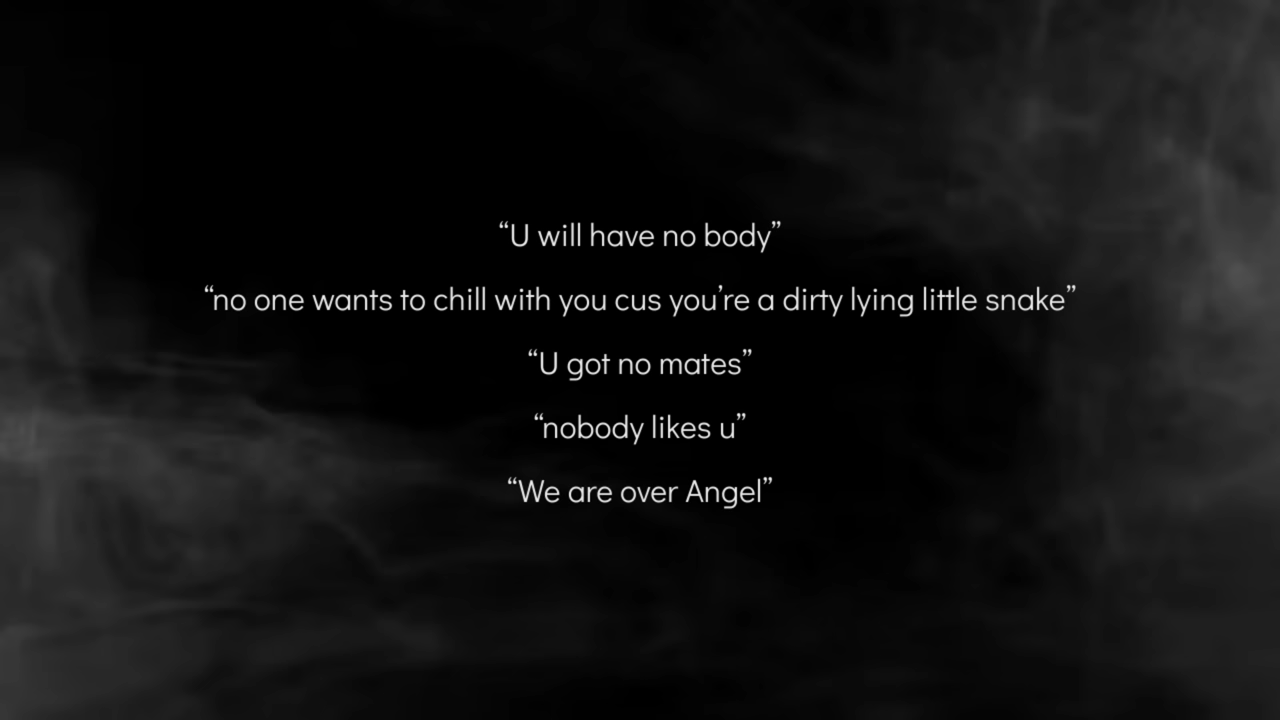 “U will have no body”
“no one wants to chill with you cus you’re a dirty lying little snake”
“U got no mates”
“nobody likes u”
“We are over Angel”